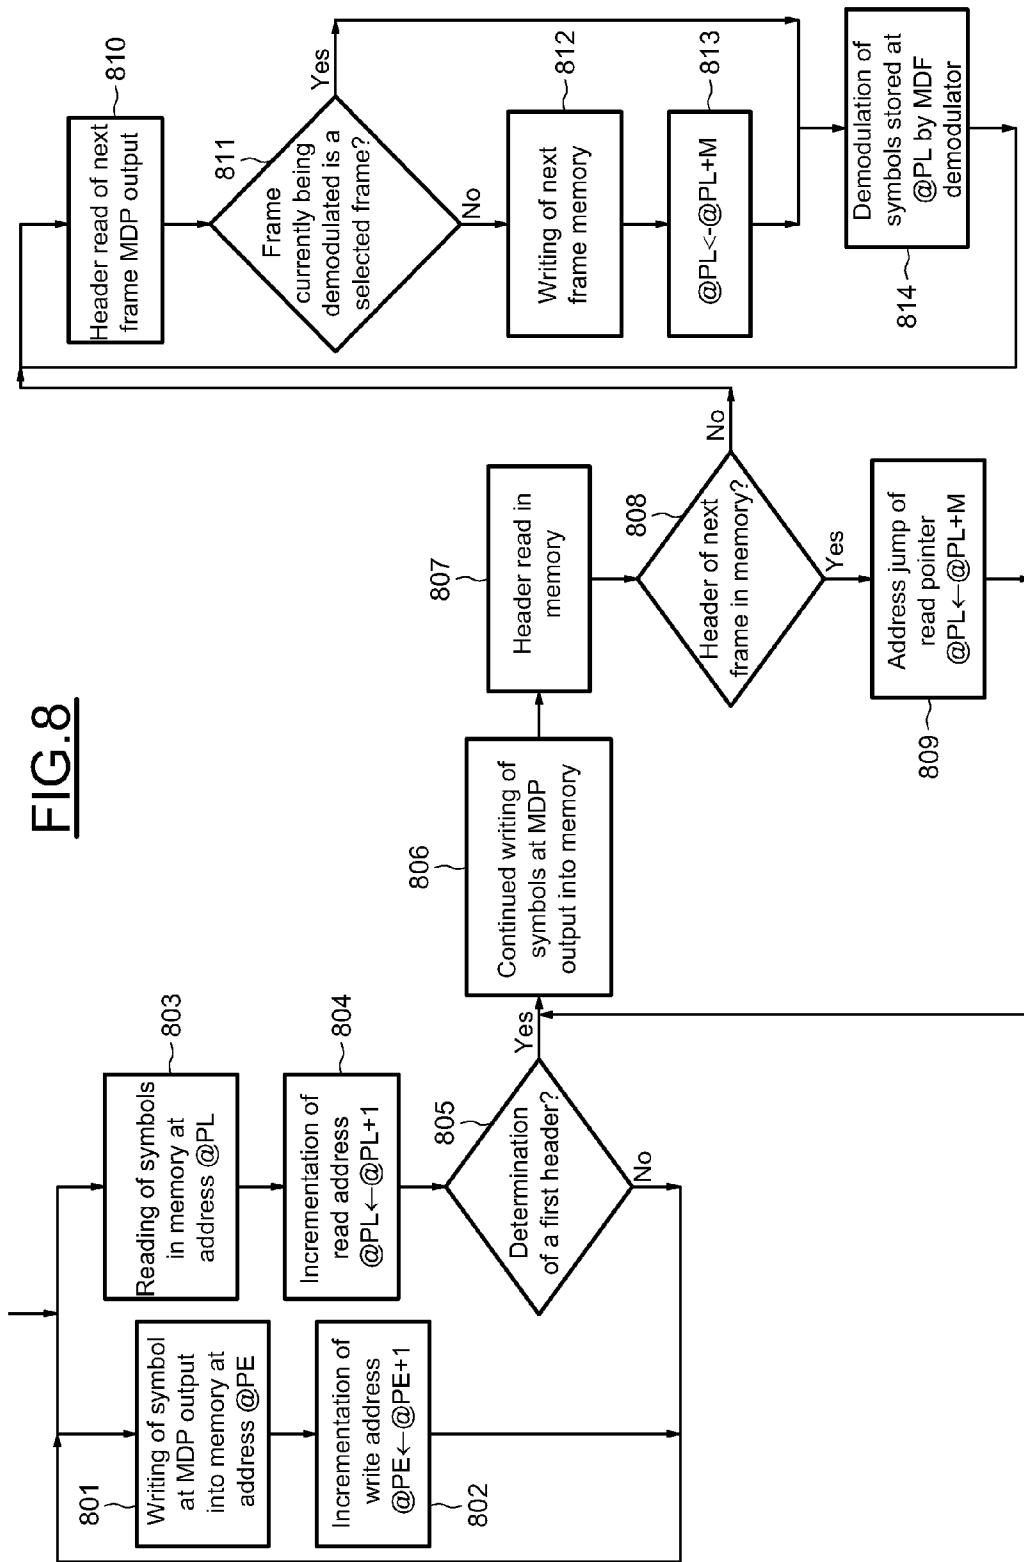 FIG.8
801
Writing of symbol
at MDP output
into memory at
address @PE
802
Incrementation of
write address
@PE←@PE+1
803
Reading of symbols
in memory at
address @PL
804
Incrementation of
read address
@PL←@PL+1
805
Determination
of a first header?
Yes
No
806
Continued writing of
symbols at MDP
output into memory
807
Header read in
memory
808
Header of next
frame in memory?
No
Yes
809
Address jump of
read pointer
@PL←@PL+M
810
Header read of next
frame MDP output
811
Frame
currently being
demodulated is a
selected frame?
Yes
No
812
Writing of next
frame memory
813
@PL<-@PL+M
814
Demodulation of
symbols stored at
@PL by MDF
demodulator